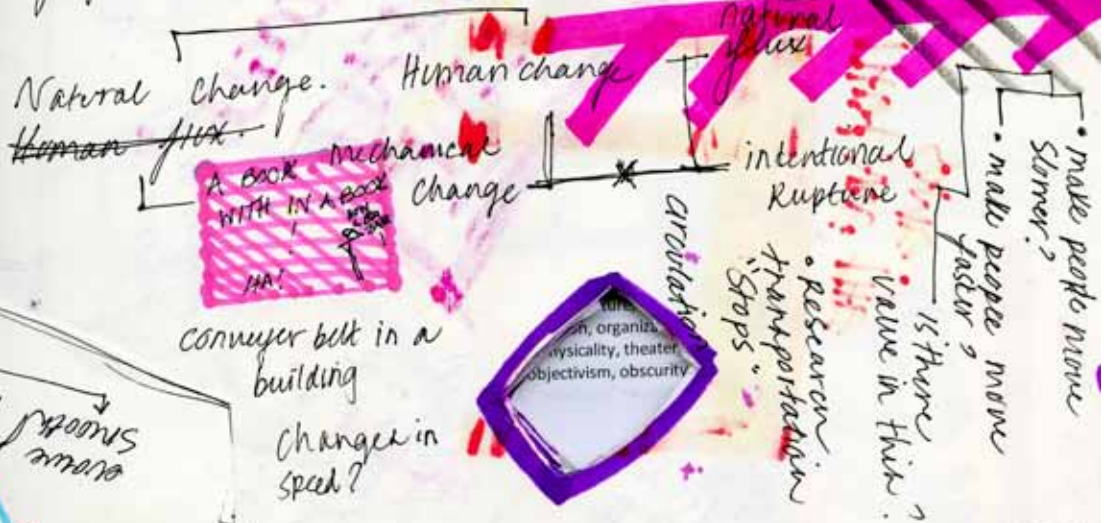 natural
flux
Natural change. Human change
Human flux.
mechanical
change
intentional
Rupture
A BOOK
WITH IN A BOOK
!
HA!
conveyer belt in a
building
Changes in
speed?
circulation
• research
transportation
"Stops"
Is there
value in this?
• make people move
faster?
• make people move
slower?
organiz
ysicality, theater
objectivism, obscurity
smooth